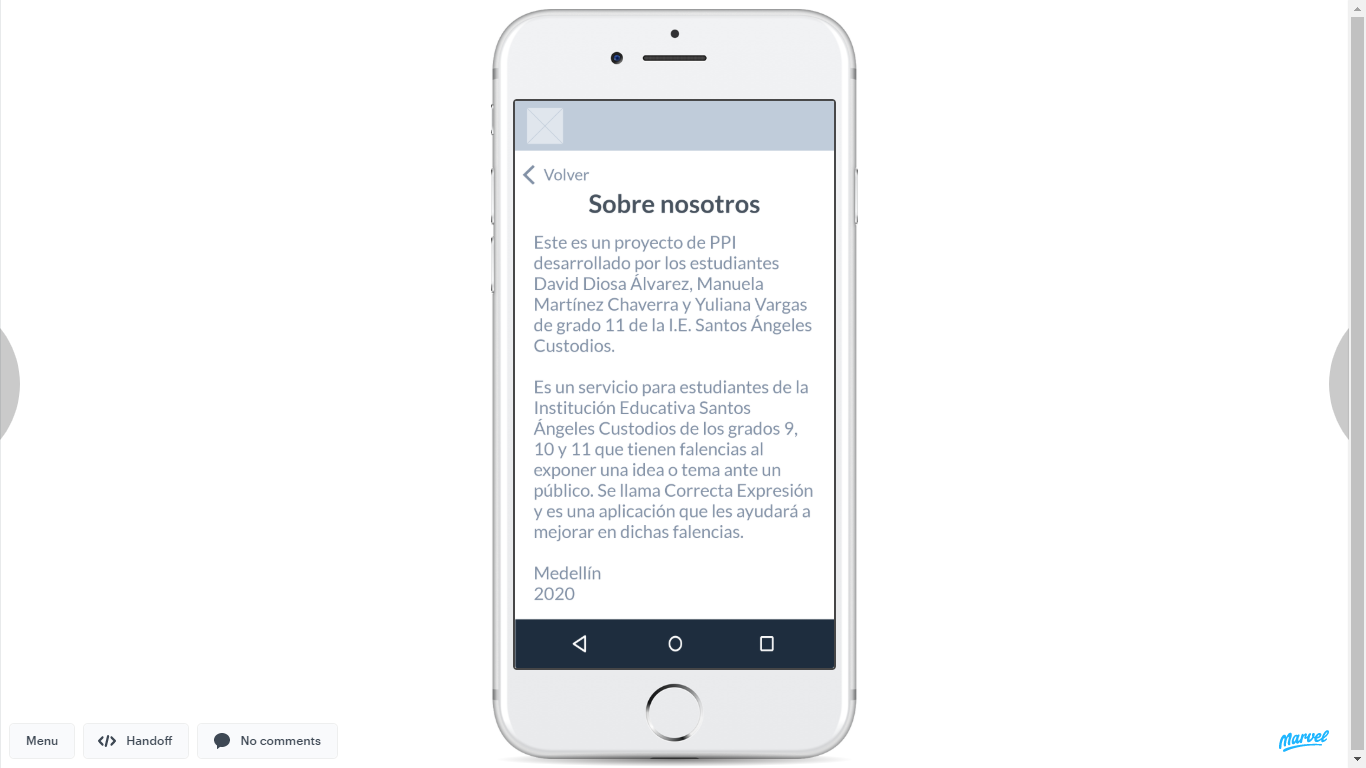 Volver
Sobre nosotros
Este es un proyecto de PPI
desarrollado por los estudiantes
David Diosa Álvarez, Manuela
Martínez Chaverra y Yuliana Vargas
de grado 11 de la I.E. Santos Ángeles
Custodios.
Es un servicio para estudiantes de la
Institución Educativa Santos
Ángeles Custodios de los grados 9,
10 y 11 que tienen falencias al
exponer una idea o tema ante un
público. Se llama Correcta Expresión
y es una aplicación que les ayudará a
mejorar en dichas falencias.
Medellín
2020
Menu
Handoff
No comments
Marvel